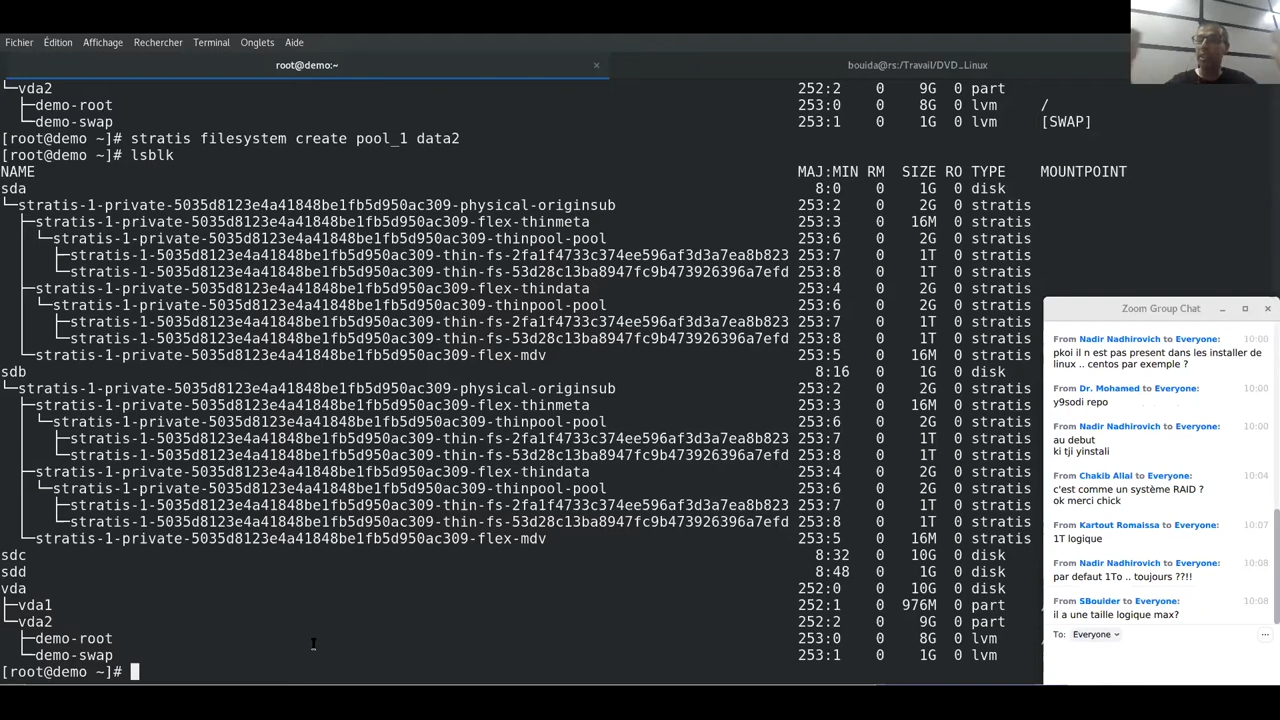 Fichier Édition Affichage Rechercher Terminal Onglets Aide
root@demo:~ × bouida@rs:/Travail/DVD_Linux
└─vda2 252:2 0 9G 0 part
├─demo-root 253:0 0 8G 0 lvm /
└─demo-swap 253:1 0 1G 0 lvm [SWAP]
[root@demo ~]# stratis filesystem create pool_1 data2
[root@demo ~]# lsblk
NAME MAJ:MIN RM SIZE RO TYPE MOUNTPOINT
sda 8:0 0 1G 0 disk
└─stratis-1-private-5035d8123e4a41848be1fb5d950ac309-physical-originsub 253:2 0 2G 0 stratis
├─stratis-1-private-5035d8123e4a41848be1fb5d950ac309-flex-thinmeta 253:3 0 16M 0 stratis
│ └─stratis-1-private-5035d8123e4a41848be1fb5d950ac309-thinpool-pool 253:6 0 2G 0 stratis
│ ├─stratis-1-5035d8123e4a41848be1fb5d950ac309-thin-fs-2fa1f4733c374ee596af3d3a7ea8b823 253:7 0 1T 0 stratis
│ └─stratis-1-5035d8123e4a41848be1fb5d950ac309-thin-fs-53d28c13ba8947fc9b473926396a7efd 253:8 0 1T 0 stratis
├─stratis-1-private-5035d8123e4a41848be1fb5d950ac309-flex-thindata 253:4 0 2G 0 stratis
│ └─stratis-1-private-5035d8123e4a41848be1fb5d950ac309-thinpool-pool 253:6 0 2G 0 stratis
│ ├─stratis-1-5035d8123e4a41848be1fb5d950ac309-thin-fs-2fa1f4733c374ee596af3d3a7ea8b823 253:7 0 1T 0 stratis
│ └─stratis-1-5035d8123e4a41848be1fb5d950ac309-thin-fs-53d28c13ba8947fc9b473926396a7efd 253:8 0 1T 0 stratis
└─stratis-1-private-5035d8123e4a41848be1fb5d950ac309-flex-mdv 253:5 0 16M 0 stratis
sdb 8:16 0 1G 0 disk
└─stratis-1-private-5035d8123e4a41848be1fb5d950ac309-physical-originsub 253:2 0 2G 0 stratis
├─stratis-1-private-5035d8123e4a41848be1fb5d950ac309-flex-thinmeta 253:3 0 16M 0 stratis
│ └─stratis-1-private-5035d8123e4a41848be1fb5d950ac309-thinpool-pool 253:6 0 2G 0 stratis
│ ├─stratis-1-5035d8123e4a41848be1fb5d950ac309-thin-fs-2fa1f4733c374ee596af3d3a7ea8b823 253:7 0 1T 0 stratis
│ └─stratis-1-5035d8123e4a41848be1fb5d950ac309-thin-fs-53d28c13ba8947fc9b473926396a7efd 253:8 0 1T 0 stratis
├─stratis-1-private-5035d8123e4a41848be1fb5d950ac309-flex-thindata 253:4 0 2G 0 stratis
│ └─stratis-1-private-5035d8123e4a41848be1fb5d950ac309-thinpool-pool 253:6 0 2G 0 stratis
│ ├─stratis-1-5035d8123e4a41848be1fb5d950ac309-thin-fs-2fa1f4733c374ee596af3d3a7ea8b823 253:7 0 1T 0 stratis
│ └─stratis-1-5035d8123e4a41848be1fb5d950ac309-thin-fs-53d28c13ba8947fc9b473926396a7efd 253:8 0 1T 0 stratis
└─stratis-1-private-5035d8123e4a41848be1fb5d950ac309-flex-mdv 253:5 0 16M 0 stratis
sdc 8:32 0 10G 0 disk
sdd 8:48 0 1G 0 disk
vda 252:0 0 10G 0 disk
├─vda1 252:1 0 976M 0 part
└─vda2 252:2 0 9G 0 part
├─demo-root 253:0 0 8G 0 lvm
└─demo-swap 253:1 0 1G 0 lvm
[root@demo ~]#
Zoom Group Chat
From Nadir Nadhirovich to Everyone: 10:00
pkoi il n est pas present dans les installer de
linux .. centos par exemple ?
From Dr. Mohamed to Everyone: 10:00
y9sodi repo
From Nadir Nadhirovich to Everyone: 10:00
au debut
ki tji yinstali
From Chakib Allal to Everyone: 10:04
c'est comme un système RAID ?
ok merci chick
From Kartout Romaissa to Everyone: 10:07
1T logique
From Nadir Nadhirovich to Everyone: 10:08
par defaut 1To .. toujours ??!!
From SBoulder to Everyone: 10:08
il a une taille logique max?
To: Everyone